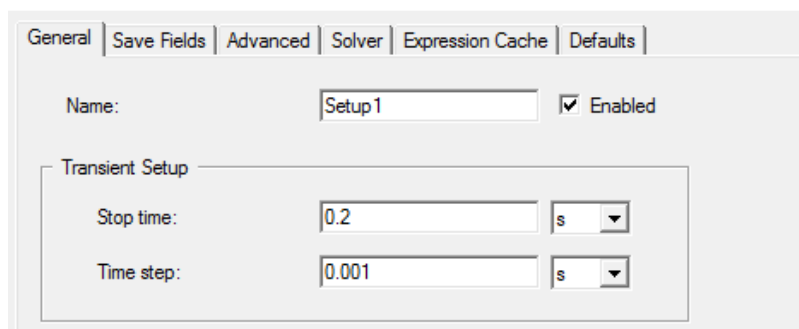 General Save Fields Advanced Solver Expression Cache Defaults
Name: Setup1 Enabled
Transient Setup
Stop time: 0.2 s
Time step: 0.001 s